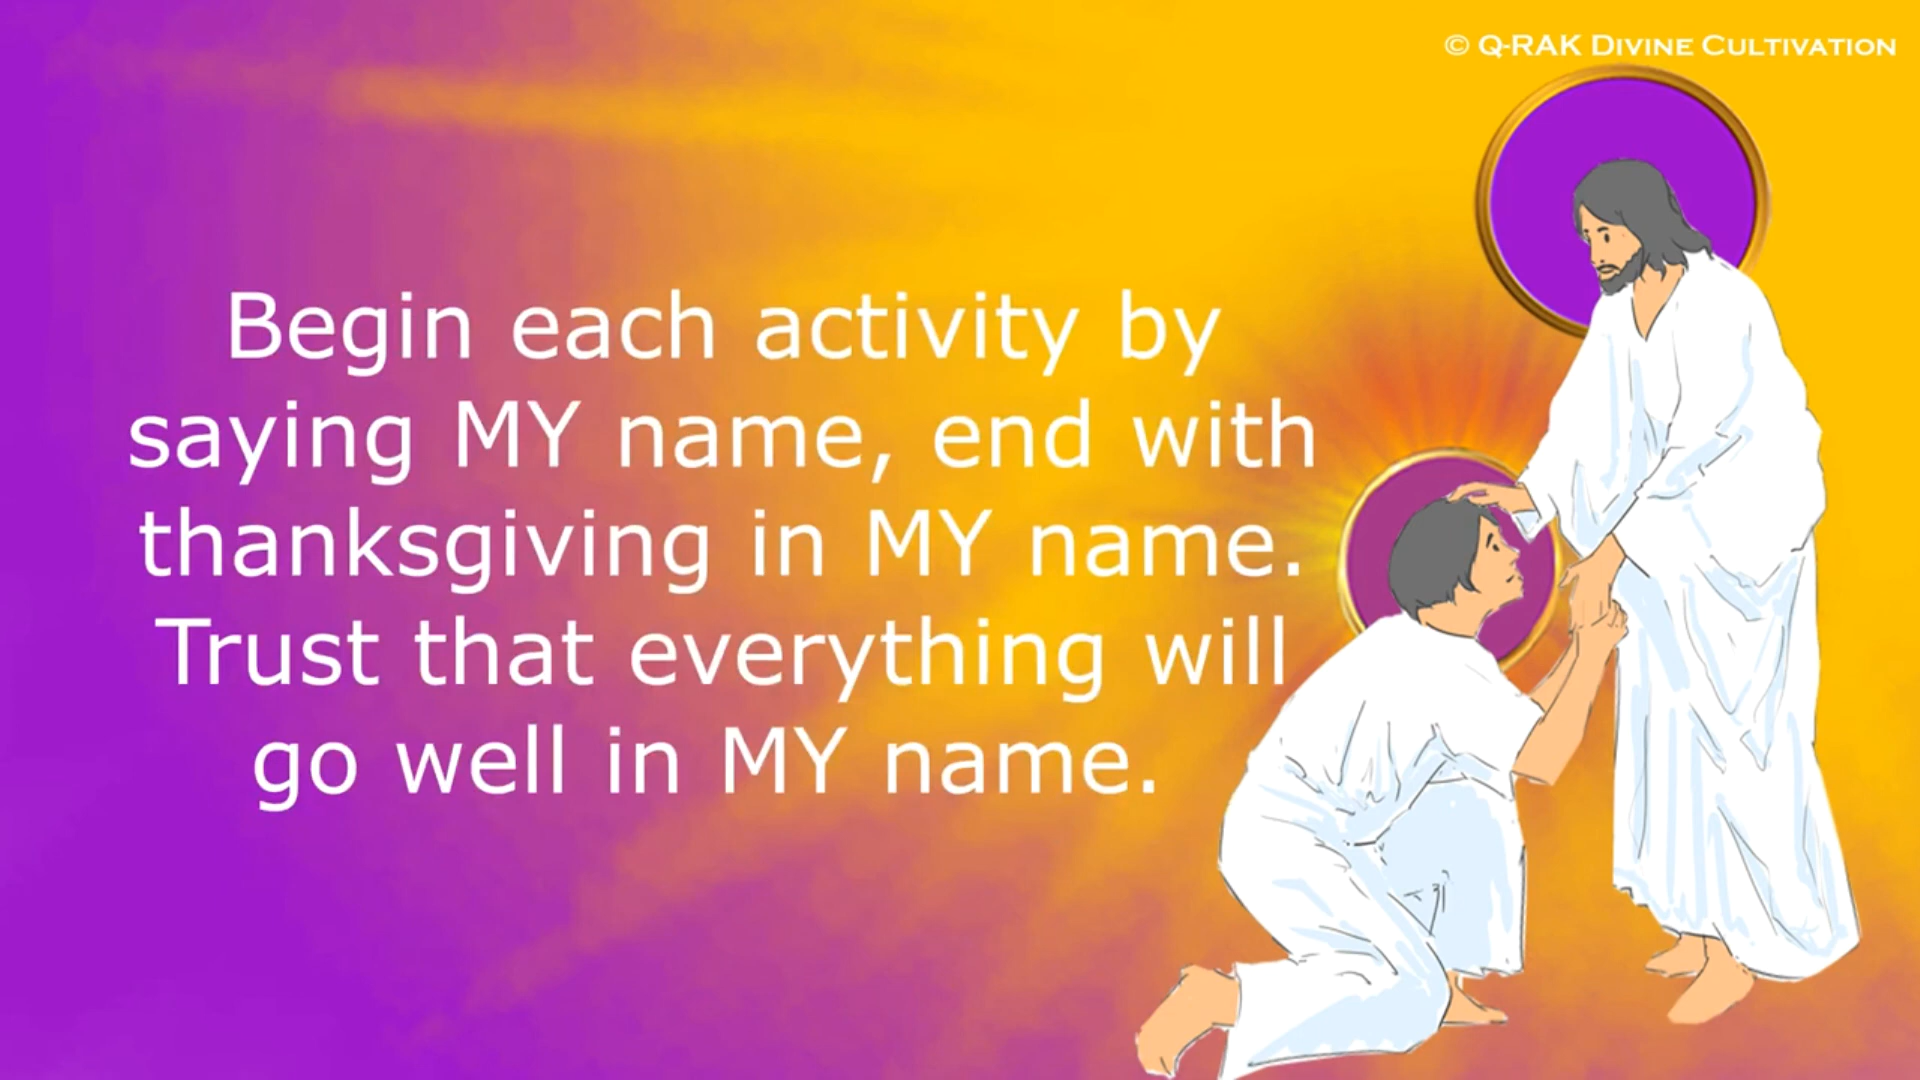 © Q-RAK Divine Cultivation
Begin each activity by
saying MY name, end with
thanksgiving in MY name.
Trust that everything will
go well in MY name.